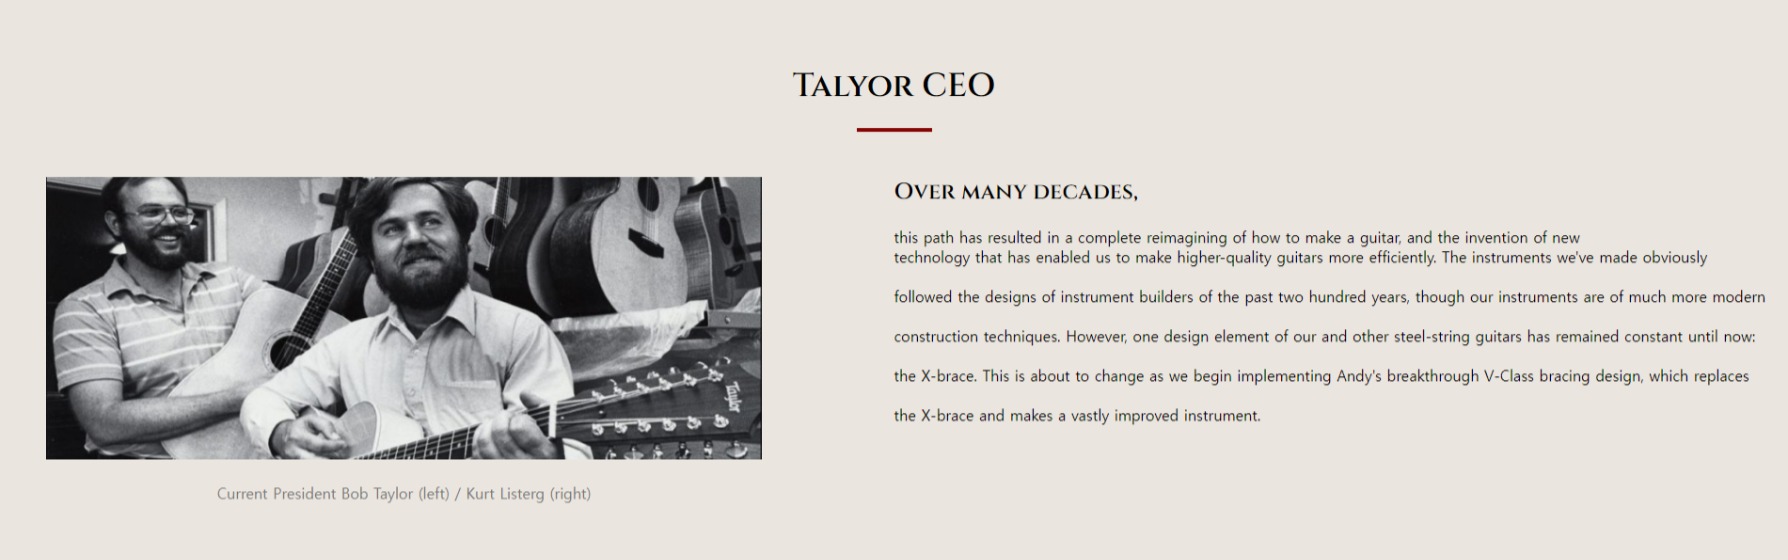 TALYOR CEO
OVER MANY DECADES,
this path has resulted in a complete reimagining of how to make a guitar, and the invention of new
technology that has enabled us to make higher-quality guitars more efficiently. The instruments we've made obviously
followed the designs of instrument builders of the past two hundred years, though our instruments are of much more modern
construction techniques. However, one design element of our and other steel-string guitars has remained constant until now:
the X-brace. This is about to change as we begin implementing Andy's breakthrough V-Class bracing design, which replaces
the X-brace and makes a vastly improved instrument.
Taylor
Current President Bob Taylor (left) / Kurt Listerg (right)